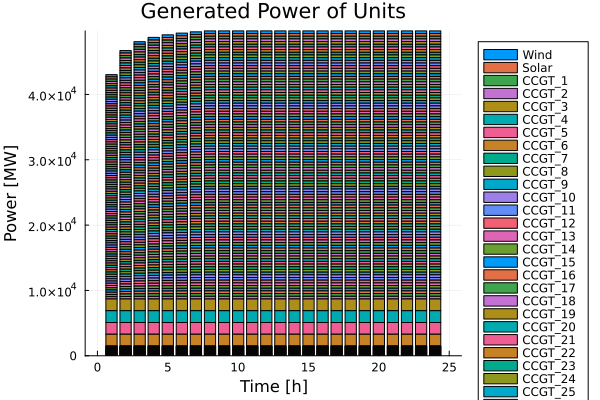 Generated Power of Units
Power [MW]
4.0×10⁴
3.0×10⁴
2.0×10⁴
1.0×10⁴
0
0 5 10 15 20 25
Time [h]
Wind
Solar
CCGT_1
CCGT_2
CCGT_3
CCGT_4
CCGT_5
CCGT_6
CCGT_7
CCGT_8
CCGT_9
CCGT_10
CCGT_11
CCGT_12
CCGT_13
CCGT_14
CCGT_15
CCGT_16
CCGT_17
CCGT_18
CCGT_19
CCGT_20
CCGT_21
CCGT_22
CCGT_23
CCGT_24
CCGT_25